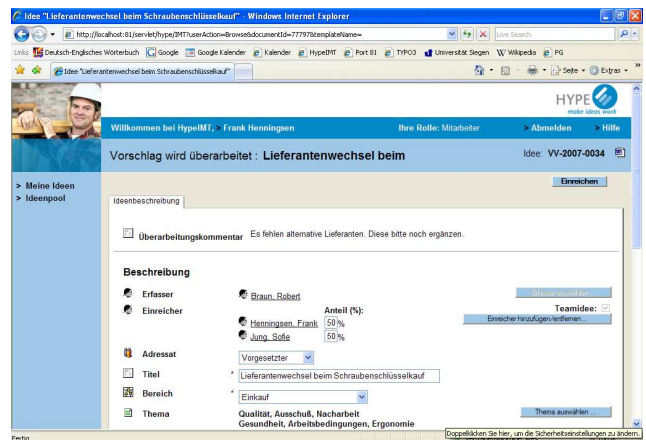 Idee "Lieferantenwechsel beim Schraubenschlüsselkauf" - Windows Internet Explorer
http://localhost:81/servlet/hype/IMT?userAction=Browse&documentId=77797&templateName=
Live Search
Links Deutsch-Englisches Wörterbuch Google Google Kalender Kalender HypeIMT Port 81 TYPO3 Universität Siegen Wikipedia PG
Idee "Lieferantenwechsel beim Schraubenschlüsselkauf"
Seite Extras
HYPE
make ideas work
Willkommen bei HypeIMT, > Frank Henningsen Ihre Rolle: Mitarbeiter > Abmelden > Hilfe
Vorschlag wird überarbeitet : Lieferantenwechsel beim Idee: VV-2007-0034
> Meine Ideen
> Ideenpool
Einreichen
Ideenbeschreibung
Überarbeitungskommentar Es fehlen alternative Lieferanten. Diese bitte noch ergänzen.
Beschreibung
Erfasser Braun, Robert Erfasser auswählen
Einreicher Anteil (%): Teamidee:
Einreicher hinzufügen/entfernen...
Henningsen, Frank 50 %
Jung, Sofie 50 %
Adressat Vorgesetzter
Titel * Lieferantenwechsel beim Schraubenschlüsselkauf
Bereich * Einkauf
Thema Qualität, Ausschuß, Nacharbeit Thema auswählen ...
Gesundheit, Arbeitsbedingungen, Ergonomie
Doppelklicken Sie hier, um die Sicherheitseinstellungen zu ändern.
Fertig